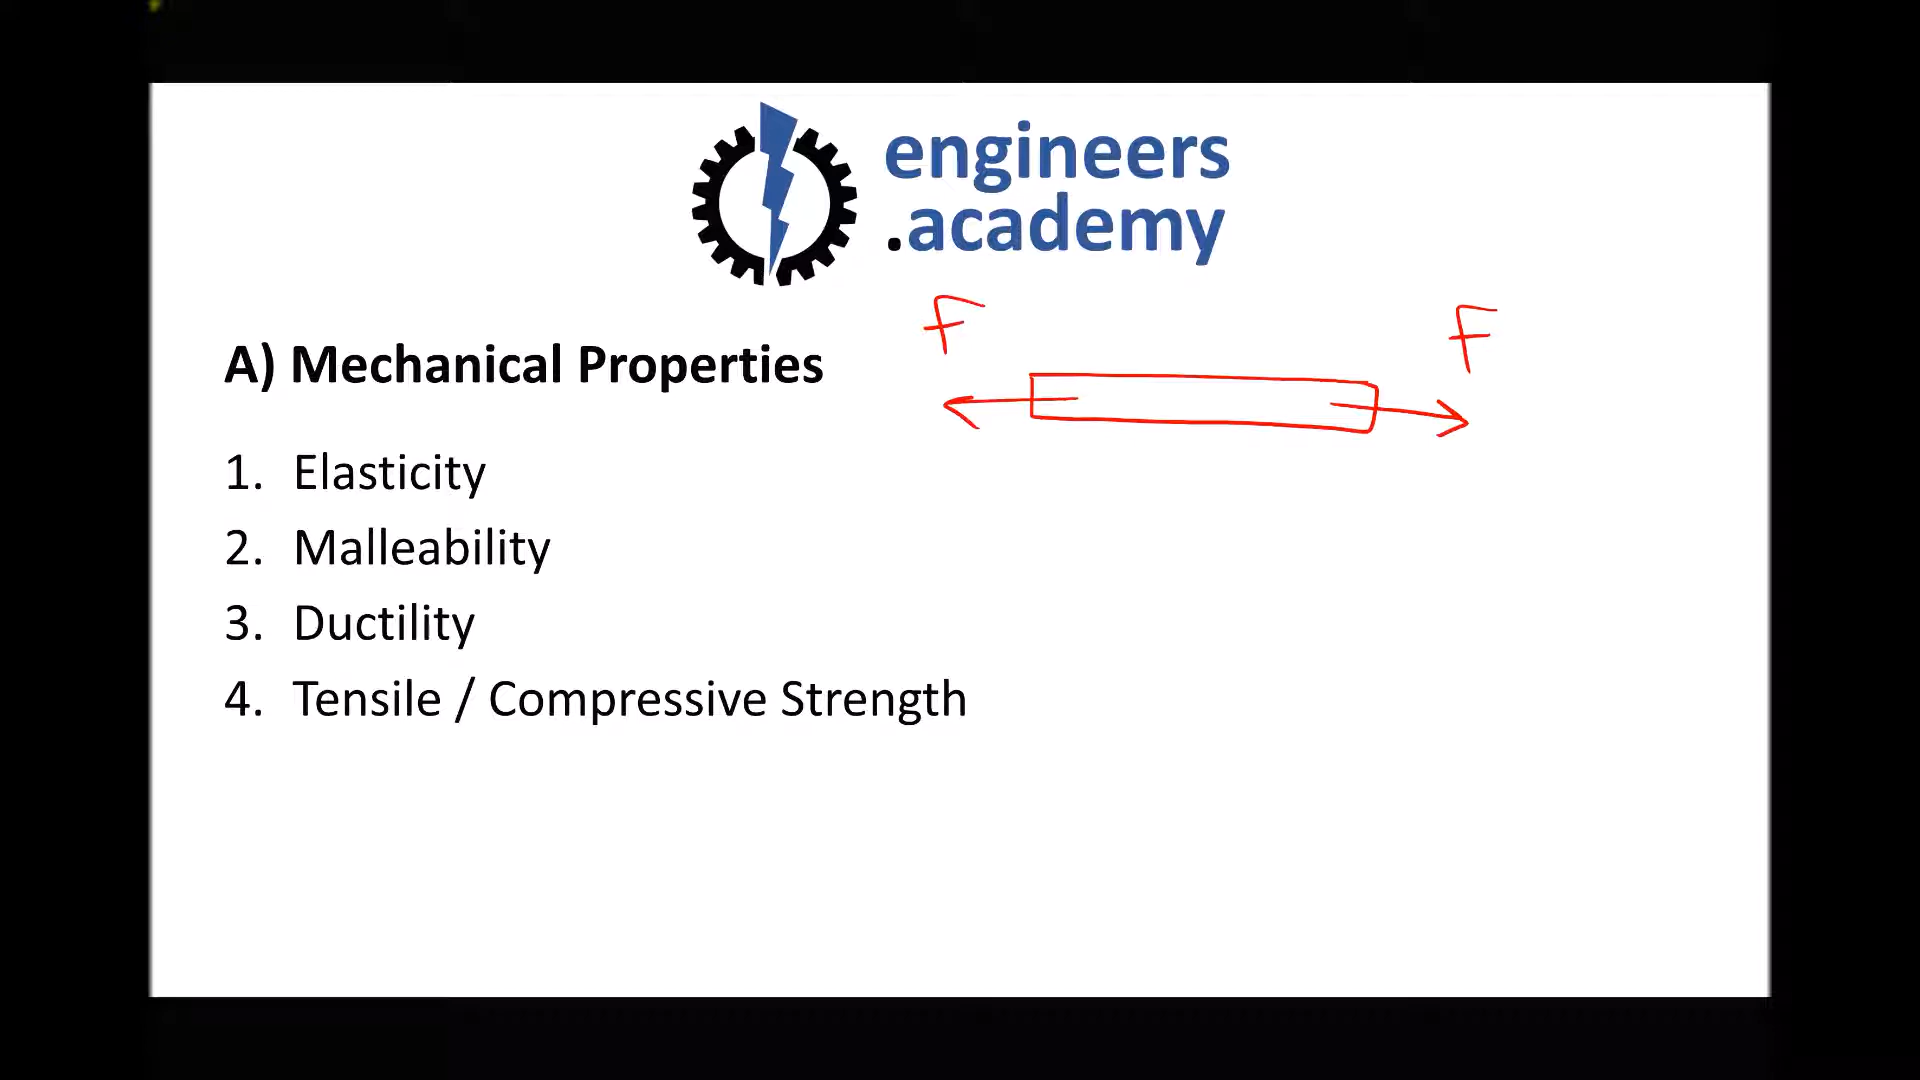 engineers
.academy
F
F
A) Mechanical Properties
1. Elasticity
2. Malleability
3. Ductility
4. Tensile / Compressive Strength